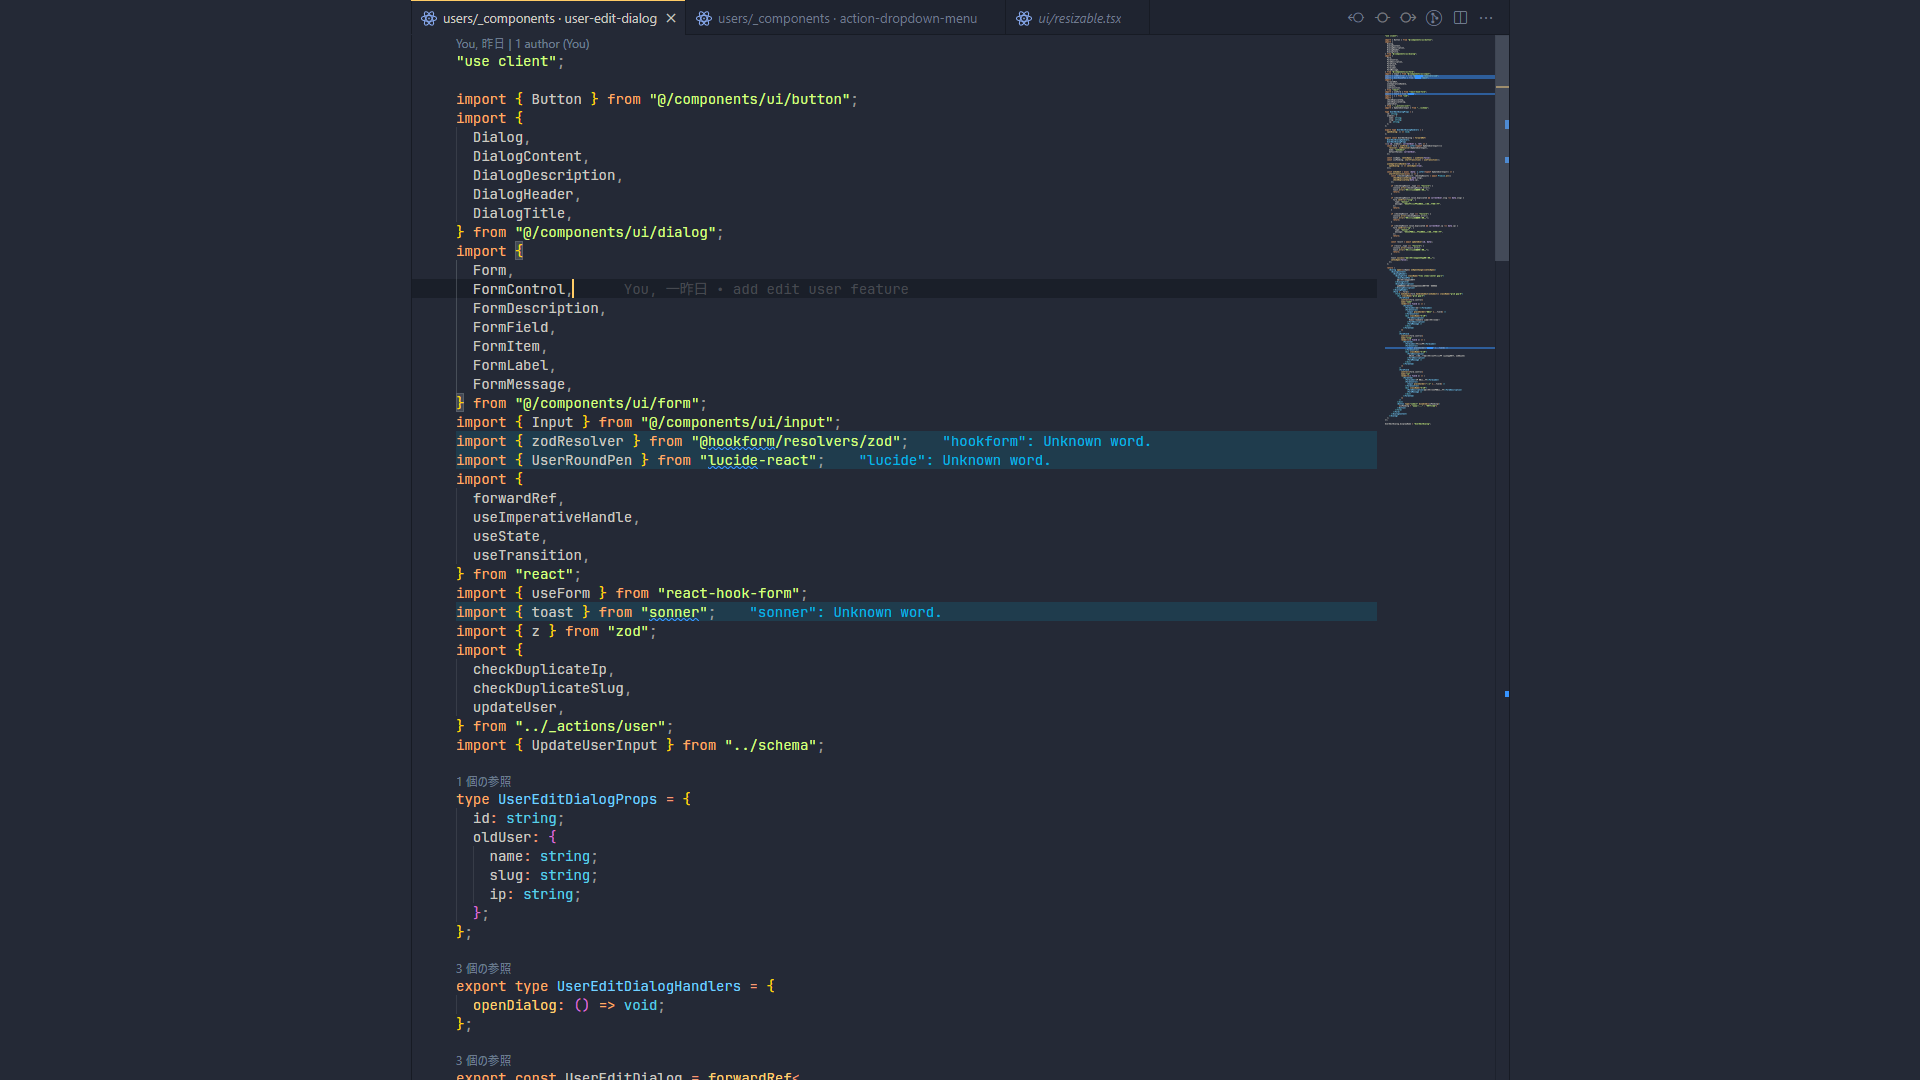 users/_components · user-edit-dialog
users/_components · action-dropdown-menu
ui/resizable.tsx
You, 昨日 | 1 author (You)
"use client";
import { Button } from "@/components/ui/button";
import {
  Dialog,
  DialogContent,
  DialogDescription,
  DialogHeader,
  DialogTitle,
} from "@/components/ui/dialog";
import {
  Form,
  FormControl,      You, 一昨日 • add edit user feature
  FormDescription,
  FormField,
  FormItem,
  FormLabel,
  FormMessage,
} from "@/components/ui/form";
import { Input } from "@/components/ui/input";
import { zodResolver } from "@hookform/resolvers/zod";    "hookform": Unknown word.
import { UserRoundPen } from "lucide-react";    "lucide": Unknown word.
import {
  forwardRef,
  useImperativeHandle,
  useState,
  useTransition,
} from "react";
import { useForm } from "react-hook-form";
import { toast } from "sonner";    "sonner": Unknown word.
import { z } from "zod";
import {
  checkDuplicateIp,
  checkDuplicateSlug,
  updateUser,
} from "../_actions/user";
import { UpdateUserInput } from "../schema";
1 個の参照
type UserEditDialogProps = {
  id: string;
  oldUser: {
    name: string;
    slug: string;
    ip: string;
  };
};
3 個の参照
export type UserEditDialogHandlers = {
  openDialog: () => void;
};
3 個の参照
export const UserEditDialog = forwardRef<